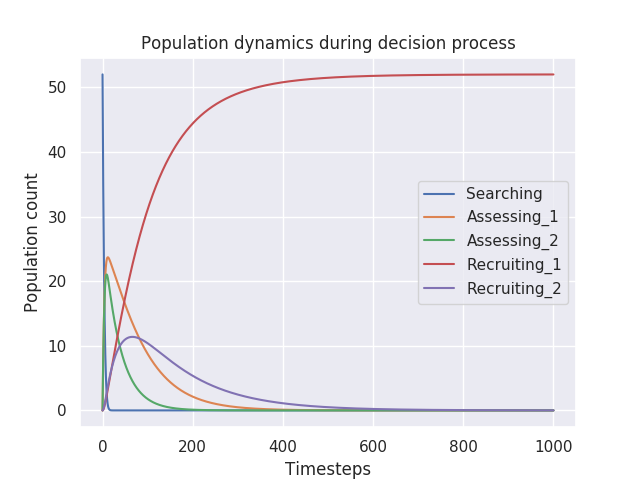 Population dynamics during decision process
Population count
50
40
30
20
10
0
0 200 400 600 800 1000
Timesteps
Searching
Assessing_1
Assessing_2
Recruiting_1
Recruiting_2